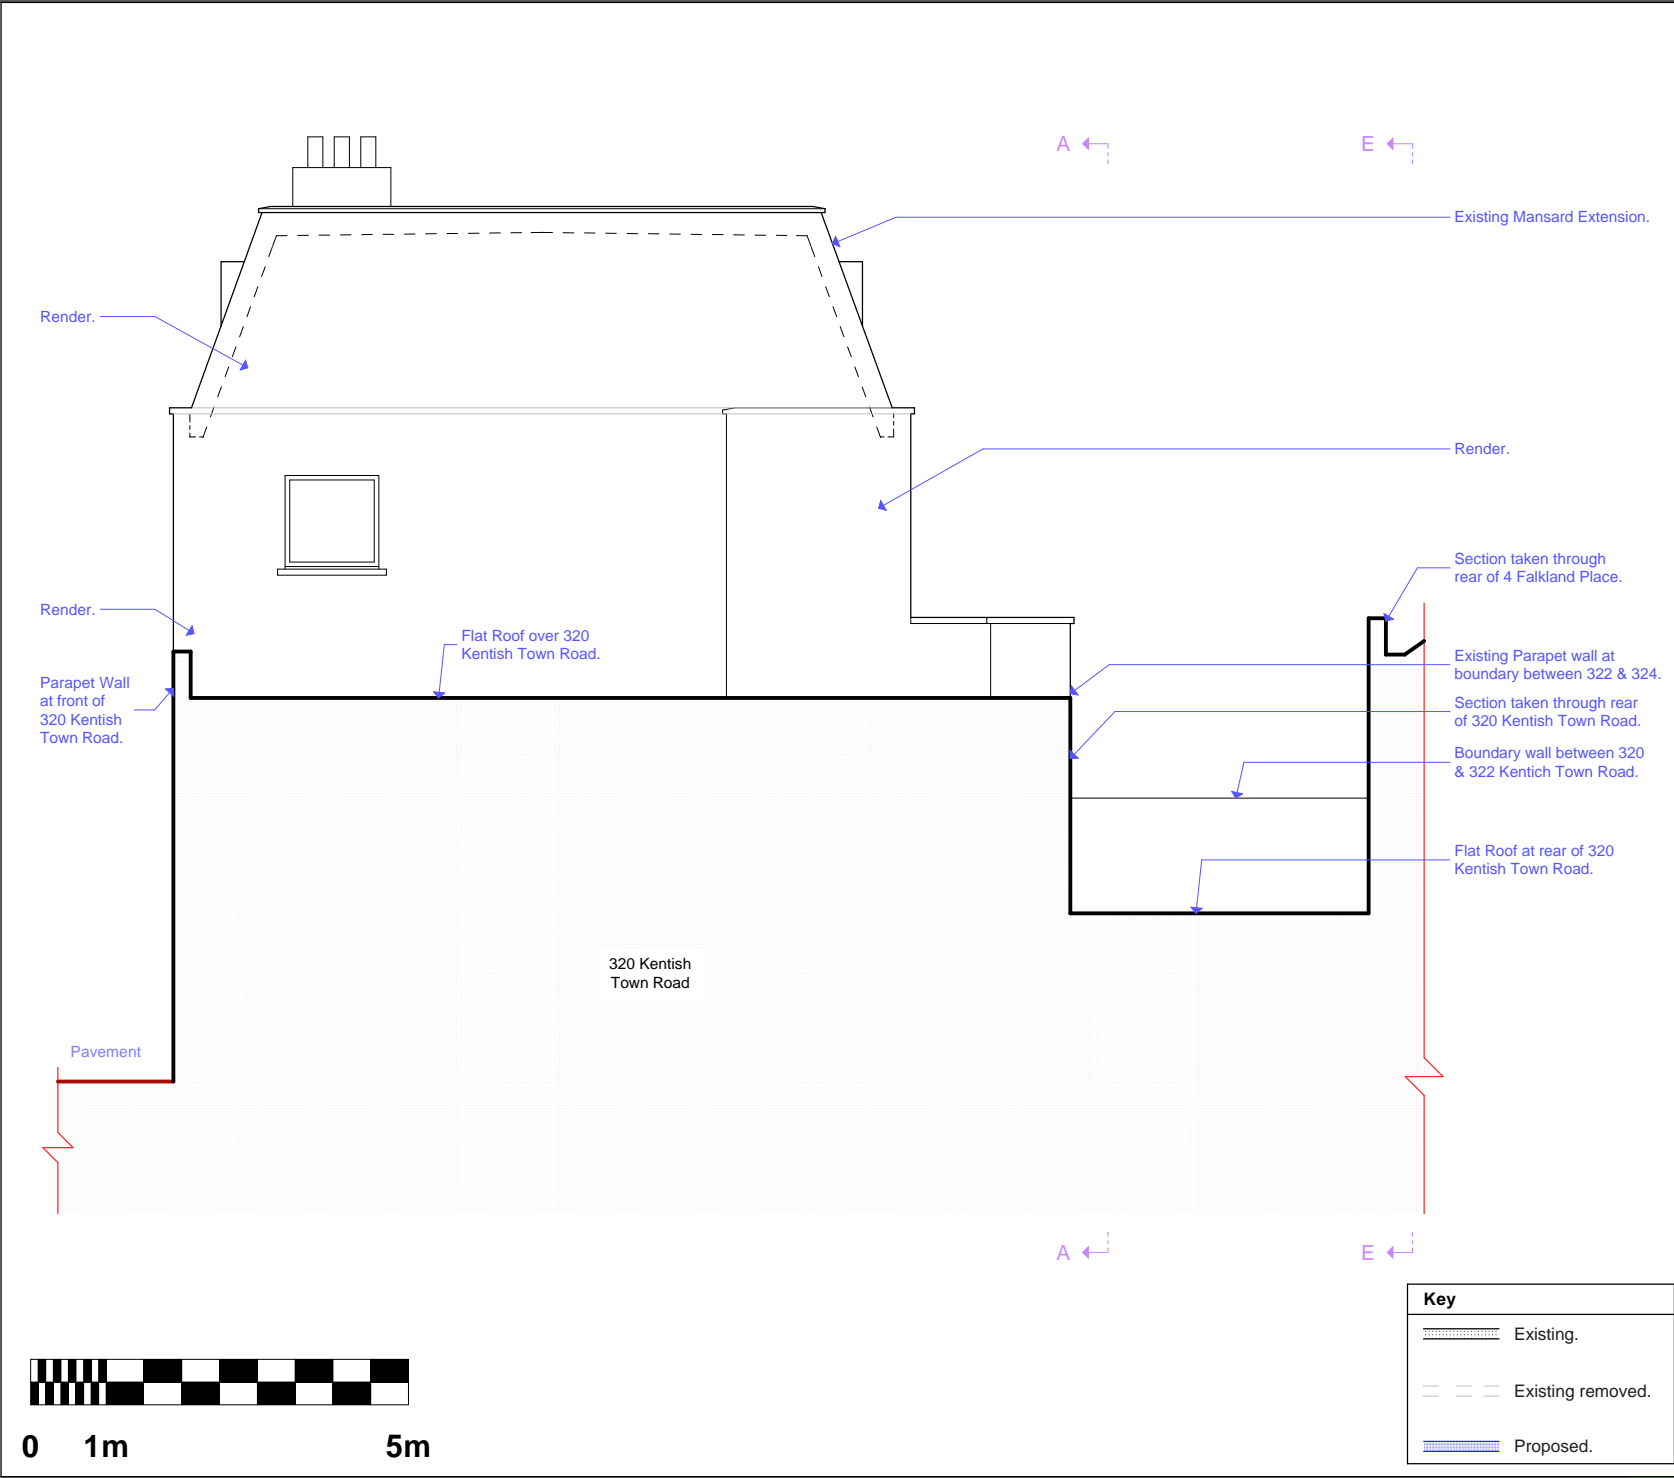 A
E
Existing Mansard Extension.
Render.
Render.
Section taken through
rear of 4 Falkland Place.
Render.
Flat Roof over 320
Kentish Town Road.
Existing Parapet wall at
boundary between 322 & 324.
Parapet Wall
at front of
320 Kentish
Town Road.
Section taken through rear
of 320 Kentish Town Road.
Boundary wall between 320
& 322 Kentich Town Road.
Flat Roof at rear of 320
Kentish Town Road.
320 Kentish
Town Road
Pavement
A
E
Key
Existing.
Existing removed.
Proposed.
0 1m 5m